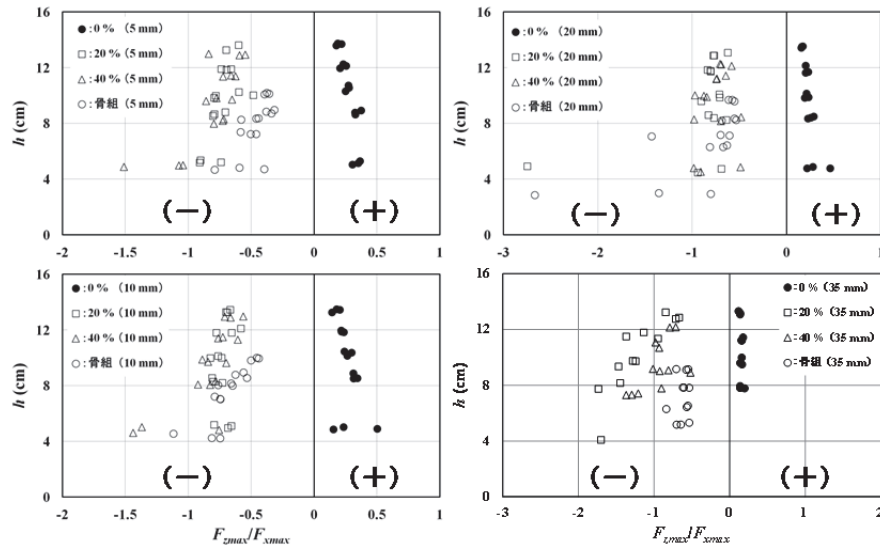 16
12
8
4
0
h (cm)
●:0 % (5 mm)
□:20 % (5 mm)
△:40 % (5 mm)
○:骨組 (5 mm)
(−)
(+)
-2 -1.5 -1 -0.5 0 0.5 1
16
12
8
4
0
h (cm)
●:0 % (20 mm)
□:20 % (20 mm)
△:40 % (20 mm)
○:骨組 (20 mm)
(−)
(+)
-3 -2 -1 0 1
16
12
8
4
0
h (cm)
●:0 % (10 mm)
□:20 % (10 mm)
△:40 % (10 mm)
○:骨組 (10 mm)
(−)
(+)
-2 -1.5 -1 -0.5 0 0.5 1
Fzmax/Fxmax
16
12
8
4
0
h (cm)
●:0 % (35 mm)
□:20 % (35 mm)
△:40 % (35 mm)
○:骨組 (35 mm)
(−)
(+)
-3 -2 -1 0 1 2
Fzmax/Fxmax